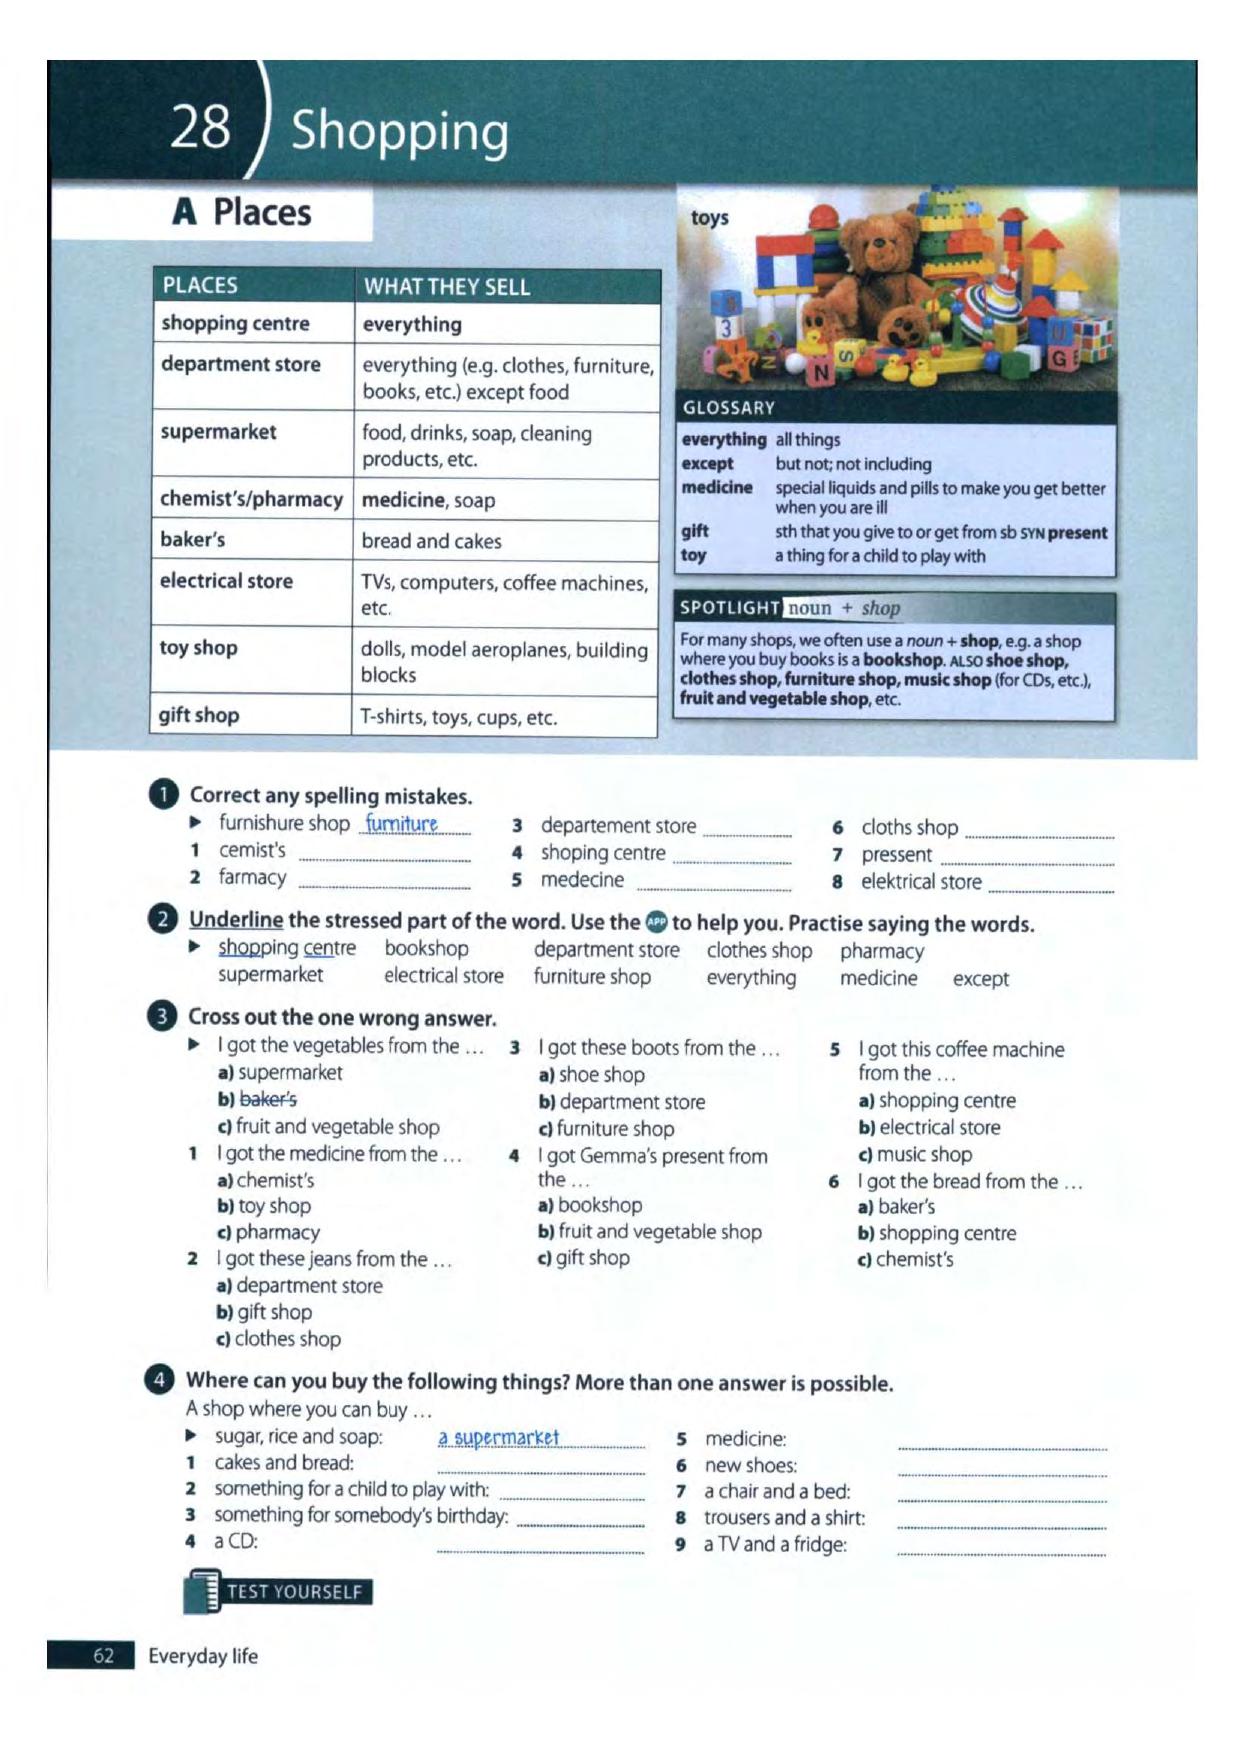 28 Shopping
A Places
PLACES WHAT THEY SELL
shopping centre everything
department store everything (e.g. clothes, furniture,
books, etc.) except food
supermarket food, drinks, soap, cleaning
products, etc.
chemist's/pharmacy medicine, soap
baker's bread and cakes
electrical store TVs, computers, coffee machines,
etc.
toy shop dolls, model aeroplanes, building
blocks
gift shop T-shirts, toys, cups, etc.
toys
3
N
S
N
U
G E
GLOSSARY
everything all things
except but not; not including
medicine special liquids and pills to make you get better
when you are ill
gift sth that you give to or get from sb SYN present
toy a thing for a child to play with
SPOTLIGHT noun + shop
For many shops, we often use a noun + shop, e.g. a shop
where you buy books is a bookshop. ALSO shoe shop,
clothes shop, furniture shop, music shop (for CDs, etc.),
fruit and vegetable shop, etc.
1 Correct any spelling mistakes.
▶ furnishure shop furniture
1 cemist's
2 farmacy
3 departement store
4 shoping centre
5 medecine
6 cloths shop
7 pressent
8 elektrical store
2 Underline the stressed part of the word. Use the APP to help you. Practise saying the words.
▶ shopping centre bookshop department store clothes shop pharmacy
supermarket electrical store furniture shop everything medicine except
3 Cross out the one wrong answer.
▶ I got the vegetables from the ...
a) supermarket
b) baker's
c) fruit and vegetable shop
1 I got the medicine from the ...
a) chemist's
b) toy shop
c) pharmacy
2 I got these jeans from the ...
a) department store
b) gift shop
c) clothes shop
3 I got these boots from the ...
a) shoe shop
b) department store
c) furniture shop
4 I got Gemma's present from
the ...
a) bookshop
b) fruit and vegetable shop
c) gift shop
5 I got this coffee machine
from the ...
a) shopping centre
b) electrical store
c) music shop
6 I got the bread from the ...
a) baker's
b) shopping centre
c) chemist's
4 Where can you buy the following things? More than one answer is possible.
A shop where you can buy ...
▶ sugar, rice and soap: a supermarket
1 cakes and bread:
2 something for a child to play with:
3 something for somebody's birthday:
4 a CD:
5 medicine:
6 new shoes:
7 a chair and a bed:
8 trousers and a shirt:
9 a TV and a fridge:
TEST YOURSELF
62 Everyday life